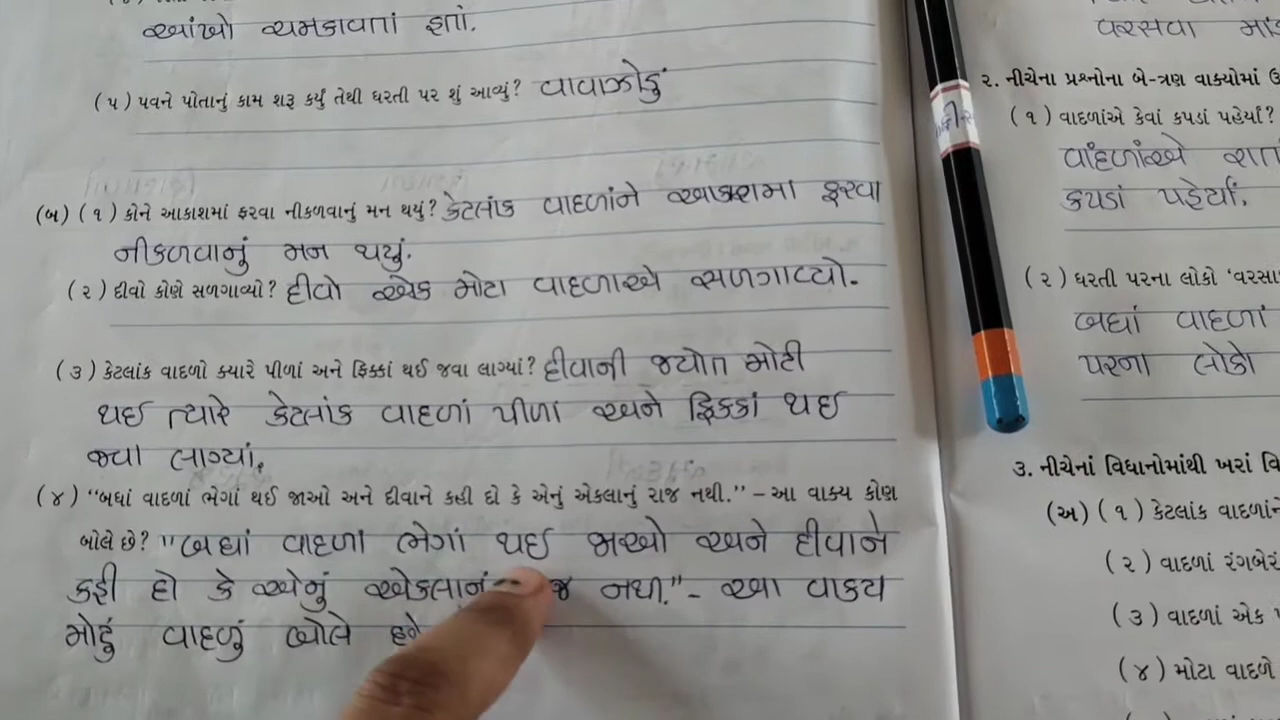 આંખો ચમકાવતાં હતાં.
(૫) પવને પોતાનું કામ શરૂ કર્યું તેથી ધરતી પર શું આવ્યું? વાવાઝોડું
(બ) (૧) કોને આકાશમાં ફરવા નીકળવાનું મન થયું? કેટલાંક વાદળાંને આકાશમા ફરવા
નીકળવાનું મન થયું.
(૨) દીવો કોણે સળગાવ્યો? દીવો એક મોટા વાદળાએ સળગાવ્યો.
(૩) કેટલાંક વાદળો ક્યારે પીળાં અને ફિક્કાં થઈ જવા લાગ્યાં? દીવાની જ્યોત મોટી
થઈ ત્યારે કેટલાંક વાદળાં પીળા અને ફિક્કાં થઈ
જવા લાગ્યાં.
(૪) "બધાં વાદળાં ભેગાં થઈ જાઓ અને દીવાને કહી દો કે એનું એકલાનું રાજ નથી." – આ વાક્ય કોણ
બોલે છે? "બધાં વાદળા ભેગાં થઈ જાઓ અને દીવાને
કહી દો કે એનું એકલાનું જ નથી." – આ વાક્ય
મોટું વાદળું બોલે
વરસવા
૨. નીચેના પ્રશ્નોના બે-ત્રણ વાક્યોમાં
(૧) વાદળાંએ કેવાં કપડાં પહેર્યાં?
વાંદળાંએ
કપડાં પહેર્યાં.
(૨) ધરતી પરના લોકો 'વરસા
બધાં વાદળાં
પરના લોકો
૩. નીચેનાં વિધાનોમાંથી ખરાં
(અ) (૧) કેટલાંક વાદળાંને
(૨) વાદળાં રંગબેરં
(૩) વાદળાં એક
(૪) મોટા વાદળે